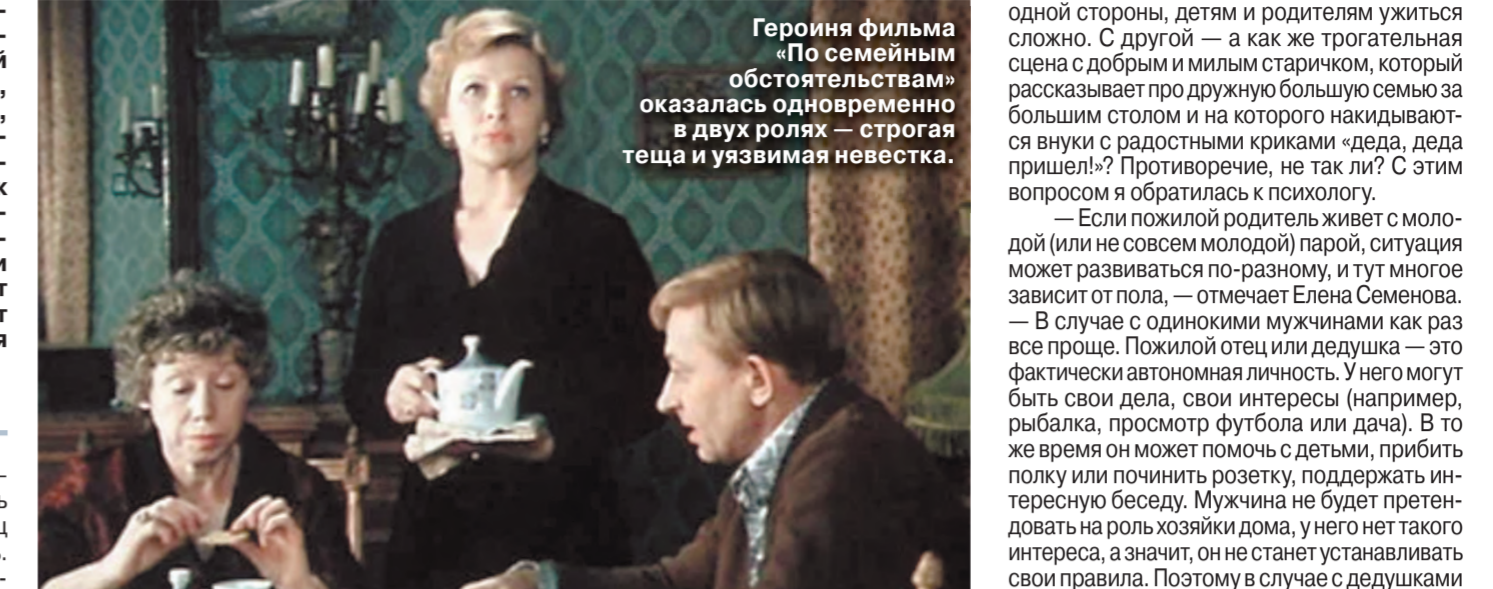 й
,
,
к
и
т
т
я
ь
ц
Героиня фильма
«По семейным
обстоятельствам»
оказалась одновременно
в двух ролях — строгая
теща и уязвимая невестка.
одной стороны, детям и родителям ужиться
сложно. С другой — а как же трогательная
сцена с добрым и милым старичком, который
рассказывает про дружную большую семью за
большим столом и на которого накидывают-
ся внуки с радостными криками «деда, деда
пришел!»? Противоречие, не так ли? С этим
вопросом я обратилась к психологу.
— Если пожилой родитель живет с моло-
дой (или не совсем молодой) парой, ситуация
может развиваться по-разному, и тут многое
зависит от пола, — отмечает Елена Семенова.
— В случае с одинокими мужчинами как раз
все проще. Пожилой отец или дедушка — это
фактически автономная личность. У него могут
быть свои дела, свои интересы (например,
рыбалка, просмотр футбола или дача). В то
же время он может помочь с детьми, прибить
полку или починить розетку, поддержать ин-
тересную беседу. Мужчина не будет претен-
довать на роль хозяйки дома, у него нет такого
интереса, а значит, он не станет устанавливать
свои правила. Поэтому в случае с дедушками